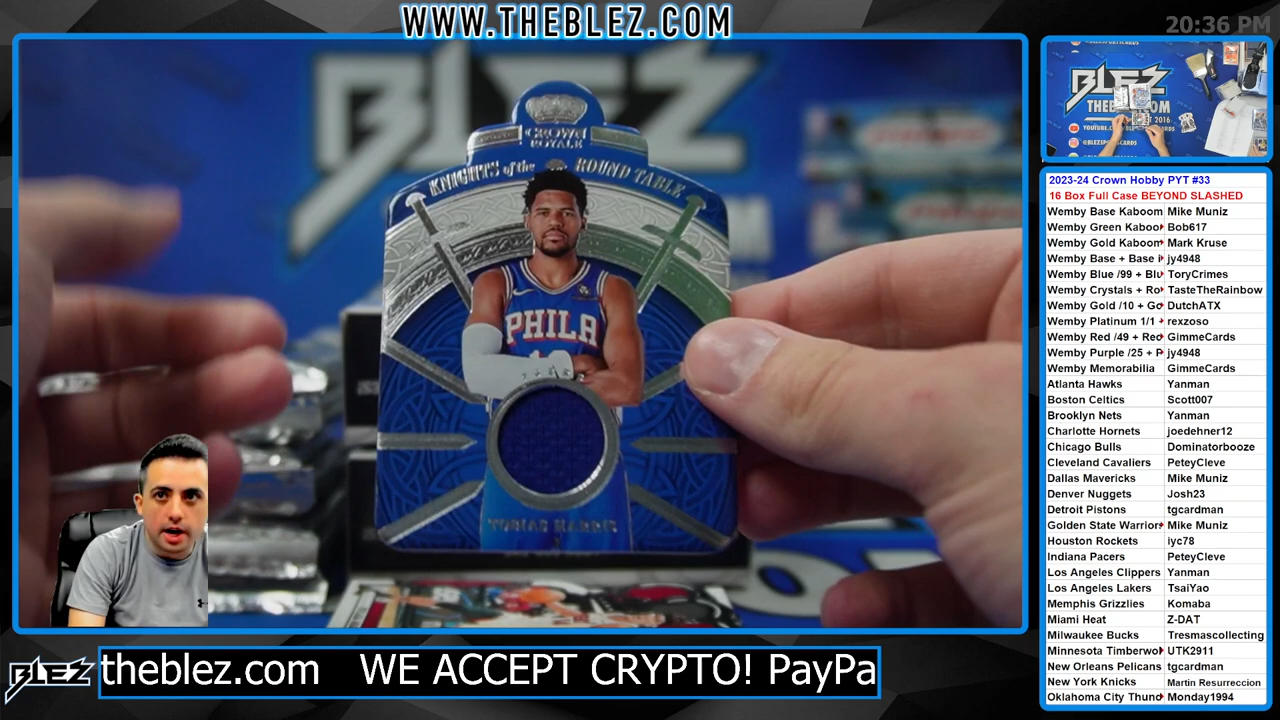 WWW.THEBLEZ.COM
20:36 PM
BLEZ
CROWN
ROYALE
KNIGHTS of the ROUND TABLE
PHILA
TOBIAS HARRIS
BLEZ
2016
2023-24 Crown Hobby PYT #33
16 Box Full Case BEYOND SLASHED
Wemby Base Kaboom Mike Muniz
Wemby Green Kaboo Bob617
Wemby Gold Kaboom Mark Kruse
Wemby Base + Base i jy4948
Wemby Blue /99 + Blu ToryCrimes
Wemby Crystals + Ro TasteTheRainbow
Wemby Gold /10 + Go DutchATX
Wemby Platinum 1/1 + rexzoso
Wemby Red /49 + Red GimmeCards
Wemby Purple /25 + P jy4948
Wemby Memorabilia GimmeCards
Atlanta Hawks Yanman
Boston Celtics Scott007
Brooklyn Nets Yanman
Charlotte Hornets joedehner12
Chicago Bulls Dominatorbooze
Cleveland Cavaliers PeteyCleve
Dallas Mavericks Mike Muniz
Denver Nuggets Josh23
Detroit Pistons tgcardman
Golden State Warrior Mike Muniz
Houston Rockets iyc78
Indiana Pacers PeteyCleve
Los Angeles Clippers Yanman
Los Angeles Lakers TsaiYao
Memphis Grizzlies Komaba
Miami Heat Z-DAT
Milwaukee Bucks Tresmascollecting
Minnesota Timberwol UTK2911
New Orleans Pelicans tgcardman
New York Knicks Martin Resurreccion
Oklahoma City Thund Monday1994
BLEZ
theblez.com WE ACCEPT CRYPTO! PayPa